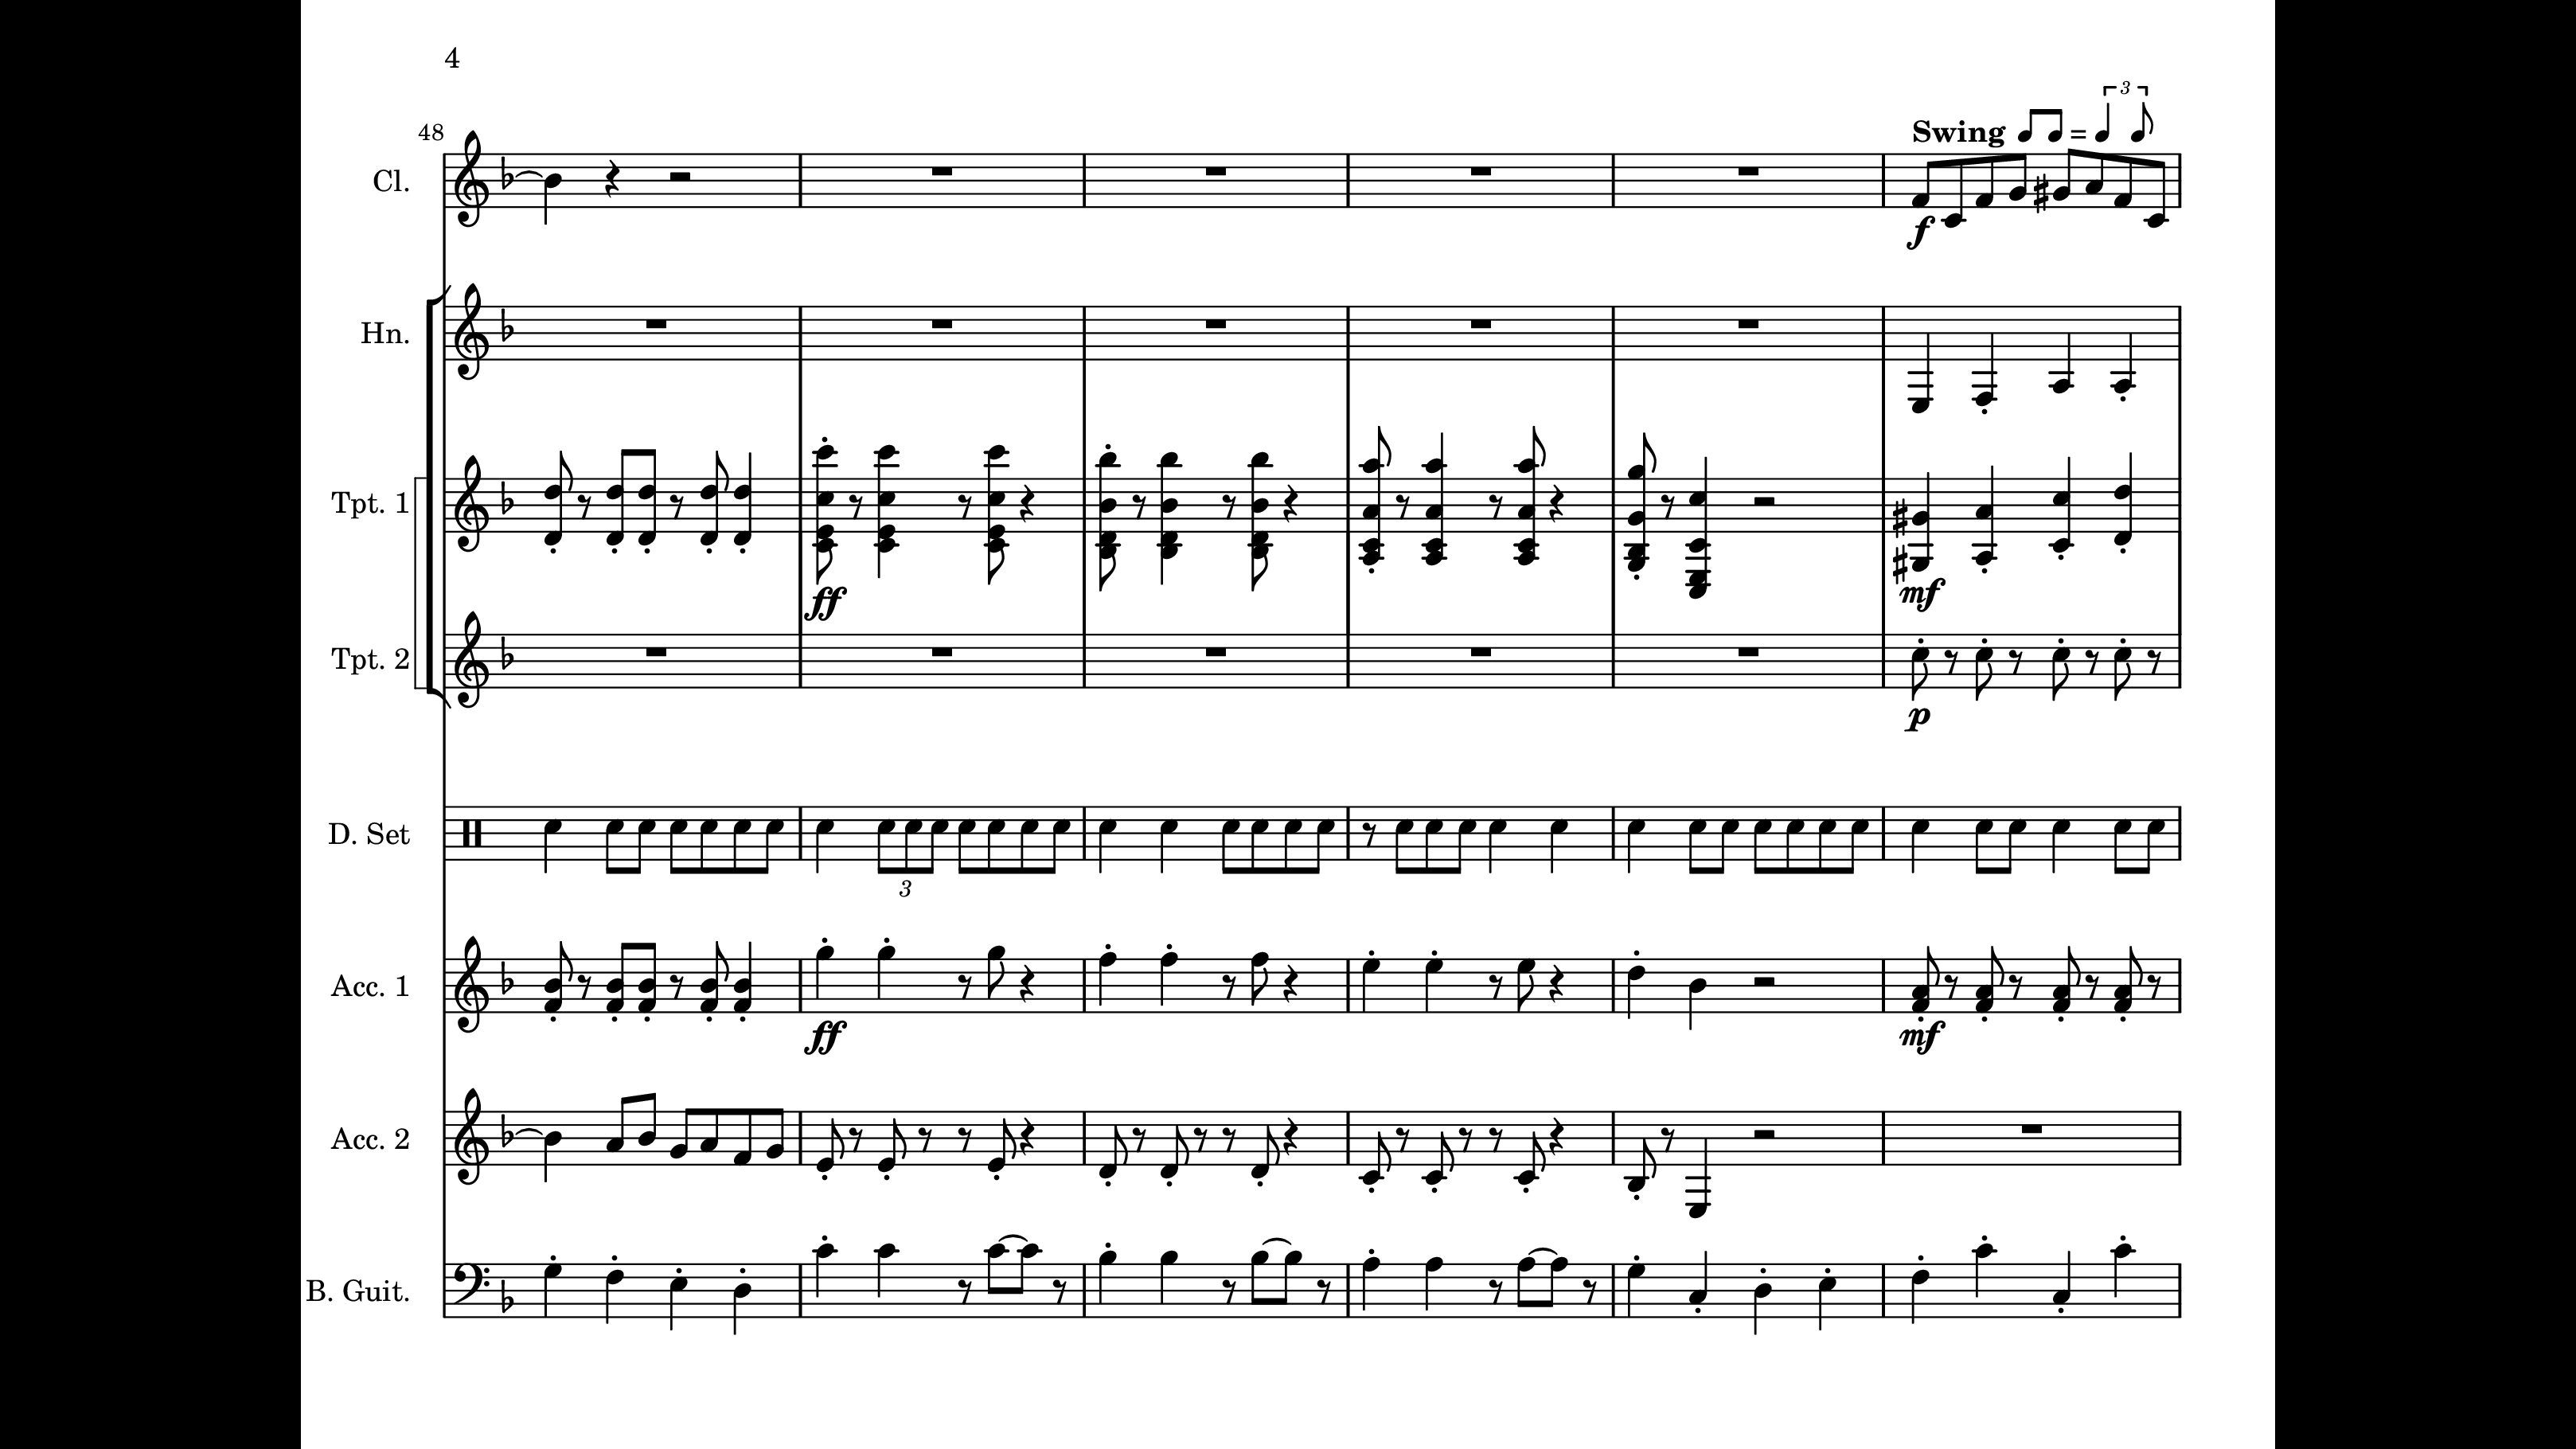 4
3
48
Swing =
Cl.
f
Hn.
Tpt. 1
ff
mf
Tpt. 2
p
D. Set
3
Acc. 1
ff
mf
Acc. 2
B. Guit.